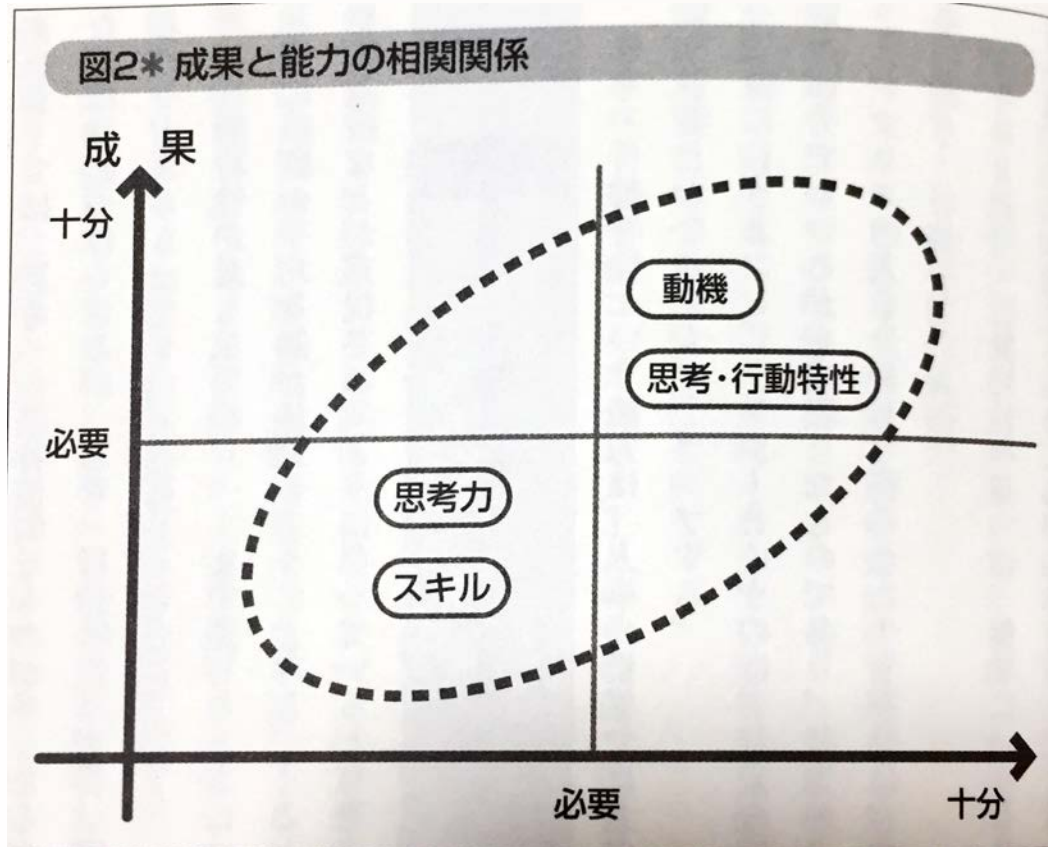 図2* 成果と能力の相関関係
成 果
十分
動機
思考・行動特性
必要
思考力
スキル
必要
十分